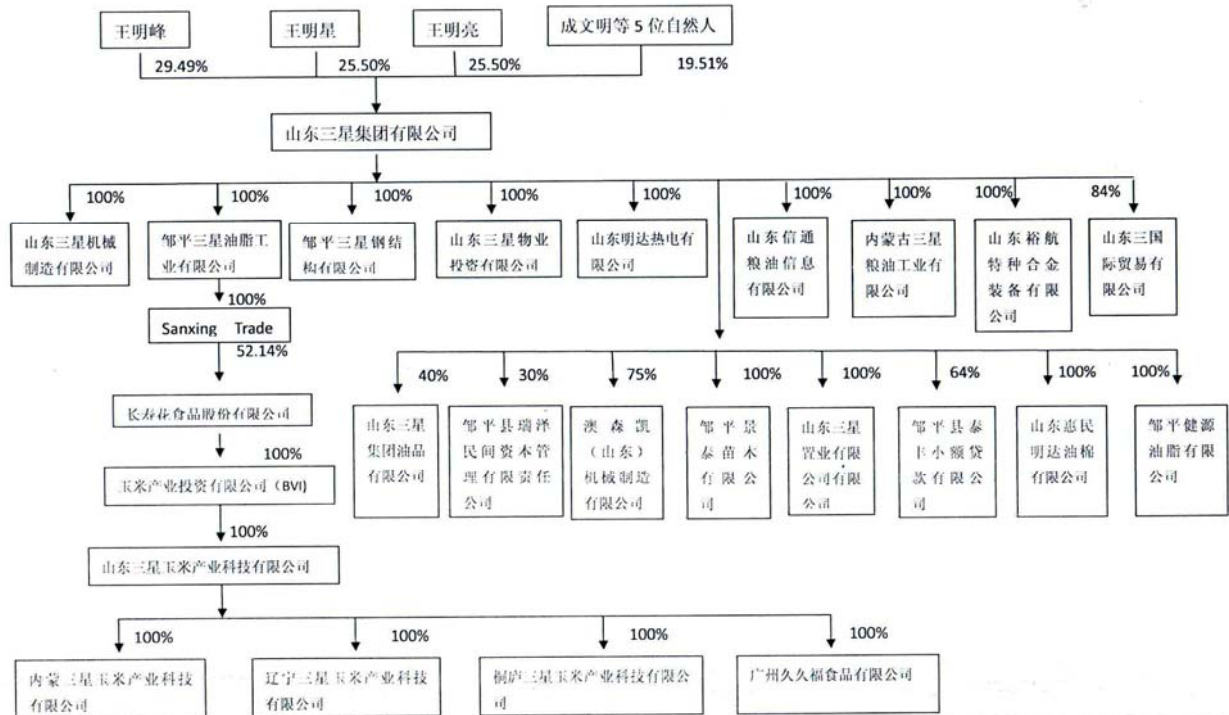 王明峰
王明星
王明亮
成文明等 5 位自然人
29.49%
25.50%
25.50%
19.51%
山东三星集团有限公司
100%
100%
100%
100%
100%
100%
100%
100%
84%
山东三星机械
制造有限公司
邹平三星油脂工
业有限公司
邹平三星钢结
构有限公司
山东三星物业
投资有限公司
山东明达热电有
限公司
山东信通
粮油信息
有限公司
内蒙古三星
粮油工业有
限公司
山东裕航
特种合金
装备有限
公司
山东三国
际贸易有
限公司
100%
Sanxing Trade
52.14%
40%
30%
75%
100%
100%
64%
100%
100%
山东三星
集团油品
有限公司
邹平县瑞泽
民间资本管
理有限责任
公司
澳森凯
（山东）
机械制造
有限公司
邹平景
泰苗木
有限公
司
山东三星
置业有限
公司有限
公司
邹平县泰
丰小额贷
款有限公
司
山东惠民
明达油棉
有限公司
邹平健源
油脂有限
公司
长寿花食品股份有限公司
100%
玉米产业投资有限公司（BVI)
100%
山东三星玉米产业科技有限公司
100%
100%
100%
100%
内蒙三星玉米产业科技
有限公司
辽宁三星玉米产业科技
有限公司
桐庐三星玉米产业科技有限公
司
广州久久福食品有限公司